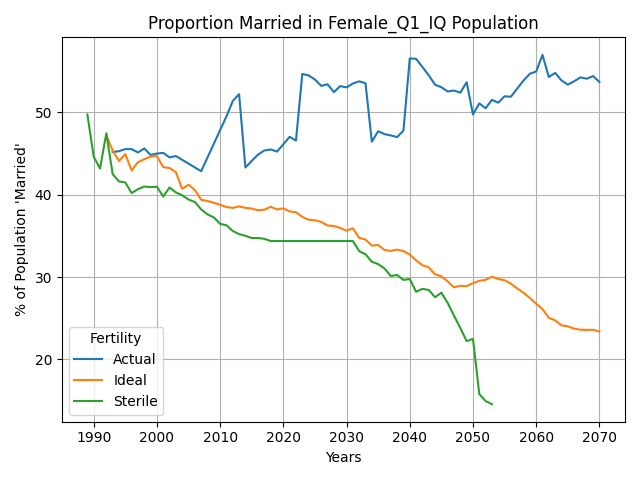 Proportion Married in Female_Q1_IQ Population
% of Population 'Married'
50
40
30
20
Fertility
Actual
Ideal
Sterile
1990 2000 2010 2020 2030 2040 2050 2060 2070
Years